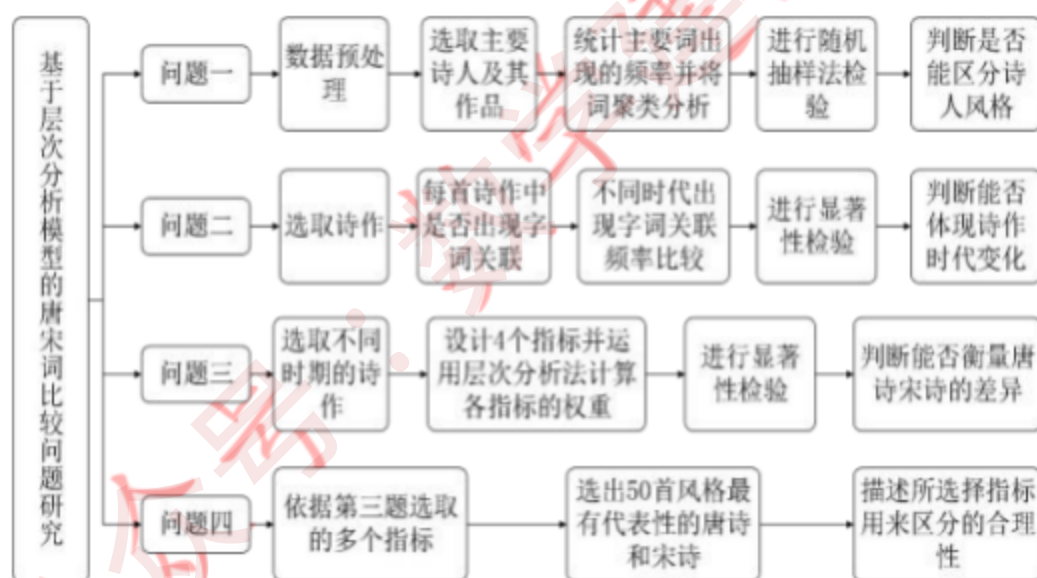 基于层次分析模型的唐宋词比较问题研究
问题一
数据预处
理
选取主要
诗人及其
作品
统计主要词出
现的频率并将
词聚类分析
进行随机
抽样法检
验
判断是否
能区分诗
人风格
问题二
选取诗作
每首诗作中
是否出现字
词关联
不同时代出
现字词关联
频率比较
进行显著
性检验
判断能否
体现诗作
时代变化
问题三
选取不同
时期的诗
作
设计4个指标并运
用层次分析法计算
各指标的权重
进行显著
性检验
判断能否衡量唐
诗宋诗的差异
问题四
依据第三题选取
的多个指标
选出50首风格最
有代表性的唐诗
和宋诗
描述所选择指标
用来区分的合理
性
众号：数学建